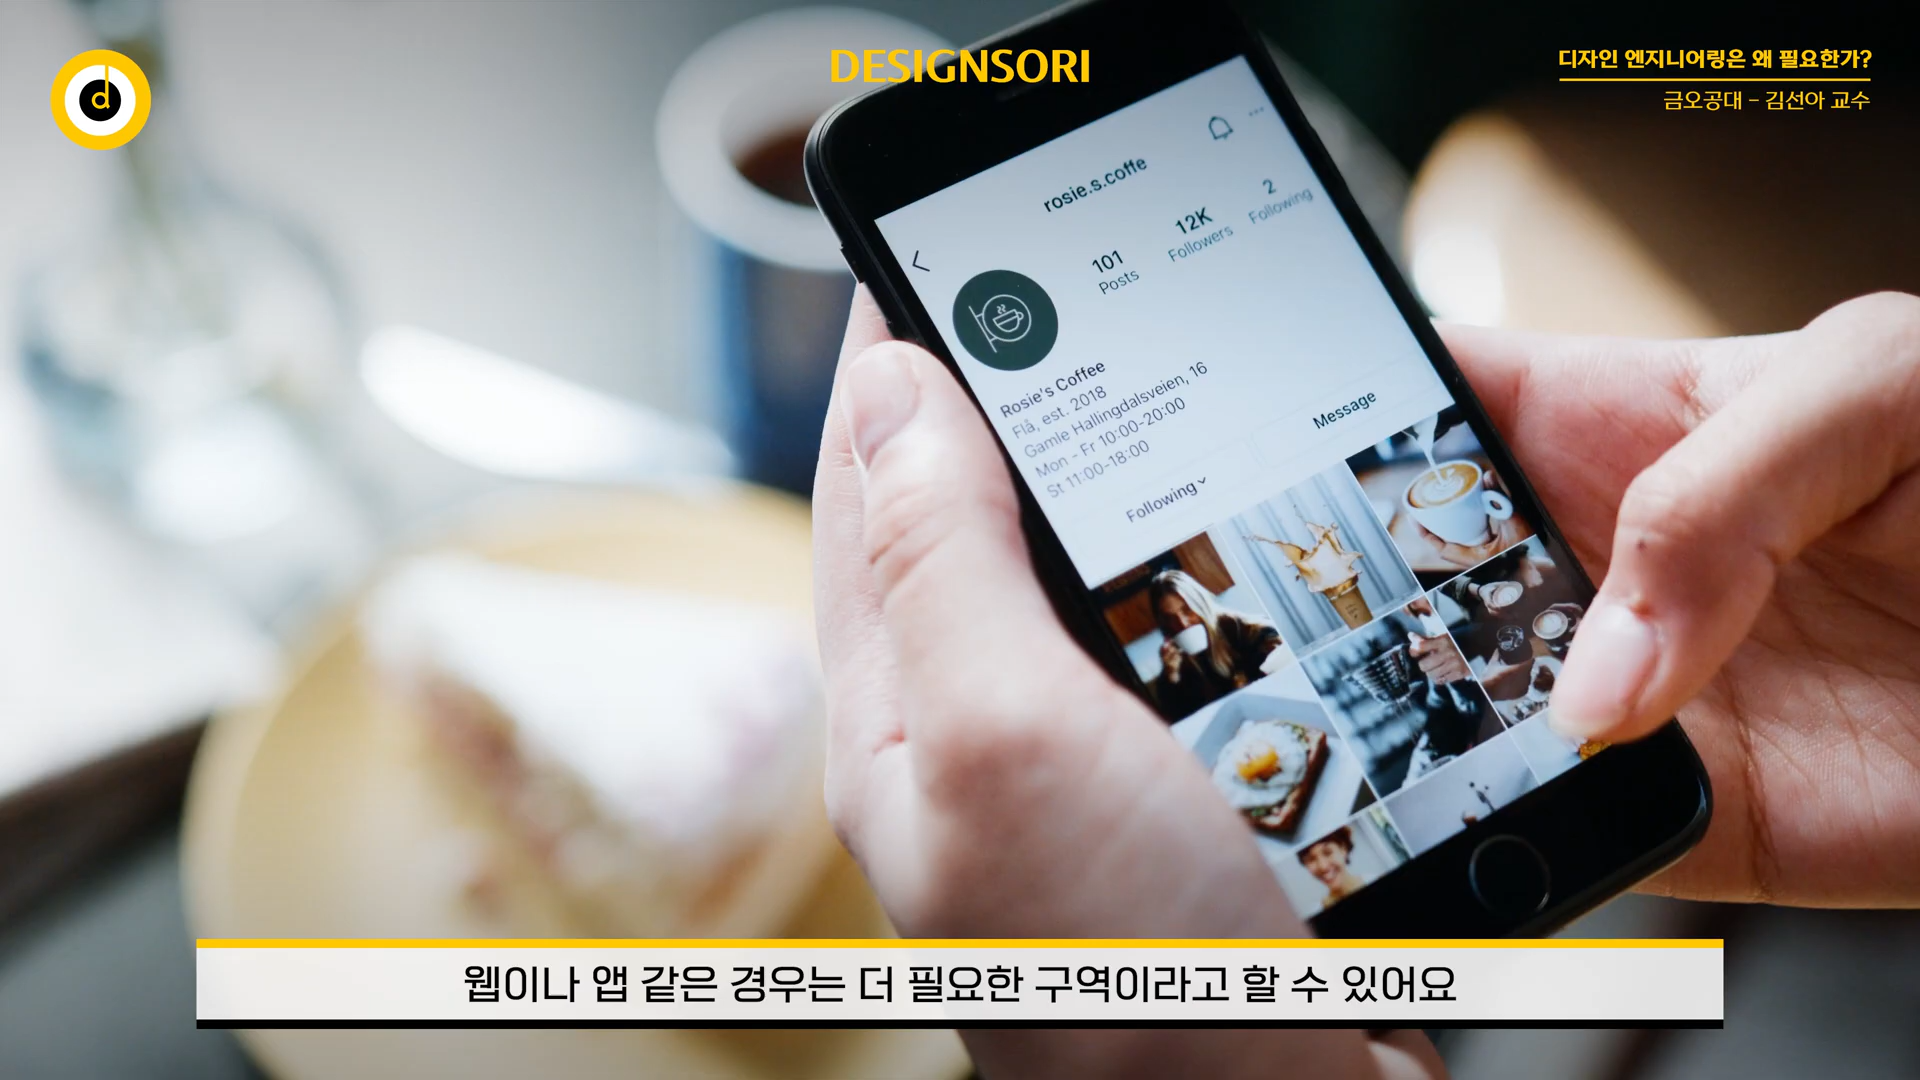 DESIGNSORI
디자인 엔지니어링은 왜 필요한가?
금오공대 - 김선아 교수
d
rosie.s.coffe
101 Posts
12K Followers
2 Following
Rosie's Coffee
Flå, est. 2018
Gamle Hallingdalsveien, 16
Mon - Fr 10:00-20:00
St 11:00-18:00
Following
Message
웹이나 앱 같은 경우는 더 필요한 구역이라고 할 수 있어요